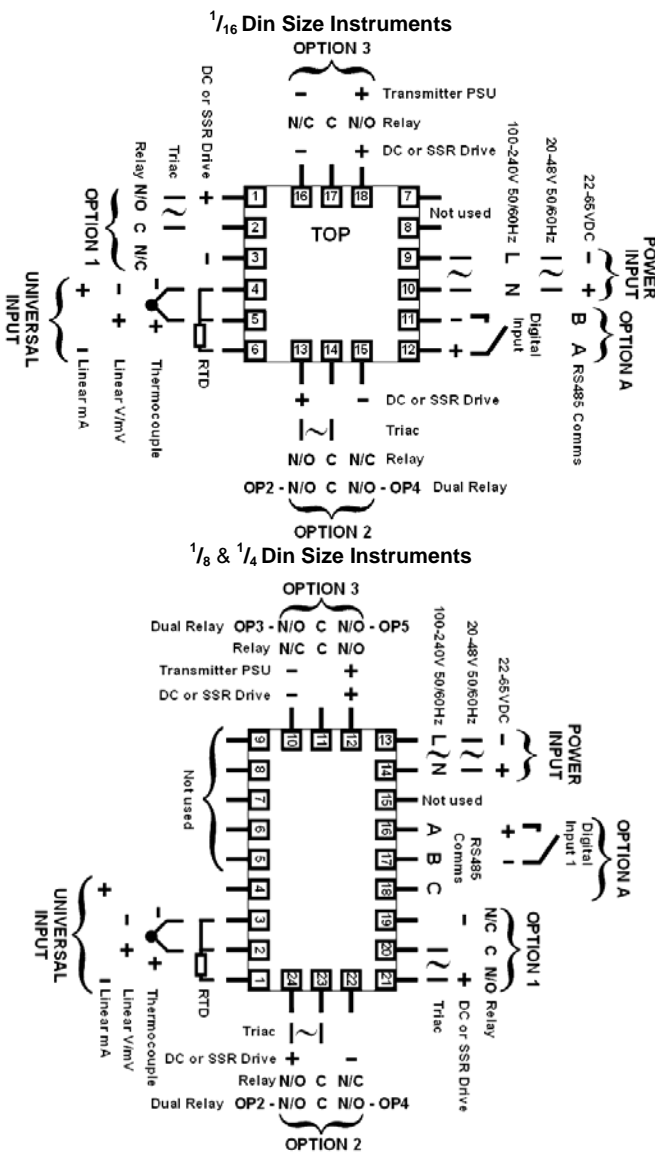 1/16 Din Size Instruments
OPTION 3
− + Transmitter PSU
N/C C N/O Relay
− + DC or SSR Drive
16 17 18
TOP
DC or SSR Drive + −
Triac ~
Relay N/O C N/C
OPTION 1
1
2
3
4
5
6
− +
RTD
Thermocouple
− + Linear V/mV
+ − Linear mA
UNIVERSAL INPUT
7
8
Not used
9
10
11
12
~
100-240V 50/60Hz L N
20-48V 50/60Hz
22-65VDC − +
POWER INPUT
− +
Digital Input
B A RS485 Comms
OPTION A
13 14 15
+ − DC or SSR Drive
~ Triac
N/O C N/C Relay
OP2 - N/O C N/O - OP4 Dual Relay
OPTION 2
1/8 & 1/4 Din Size Instruments
OPTION 3
Dual Relay OP3 - N/O C N/O - OP5
Relay N/C N/O
Transmitter PSU − +
DC or SSR Drive − +
10 11 12
9
8
7
6
5
Not used
4
3
2
1
− +
RTD
Thermocouple
− + Linear V/mV
+ − Linear mA
UNIVERSAL INPUT
13
14
100-240V 50/60Hz L ~ N
20-48V 50/60Hz ~
22-65VDC − +
POWER INPUT
15 Not used
16 A
17 B
18 C
RS485 Comms
+ −
Digital Input 1
OPTION A
19
20
21
~ Triac
− + DC or SSR Drive
N/C C N/O Relay
OPTION 1
24 23 22
Triac ~
DC or SSR Drive + −
Relay N/O C N/C
Dual Relay OP2 - N/O C N/O - OP4
OPTION 2